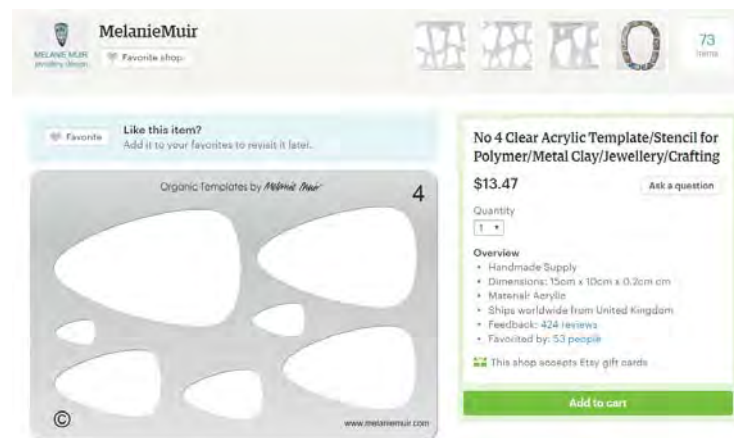 MelanieMuir
MELANIE MUIR
jewellery design
Favorite shop
73
items
Favorite
Like this item?
Add it to your favorites to revisit it later.
Organic Templates by Melanie Muir
4
©
www.melaniemuir.com
No 4 Clear Acrylic Template/Stencil for
Polymer/Metal Clay/Jewellery/Crafting
$13.47
Ask a question
Quantity
1
Overview
• Handmade Supply
• Dimensions: 15cm x 10cm x 0.2cm cm
• Material: Acrylic
• Ships worldwide from United Kingdom
• Feedback: 424 reviews
• Favorited by: 53 people
This shop accepts Etsy gift cards
Add to cart